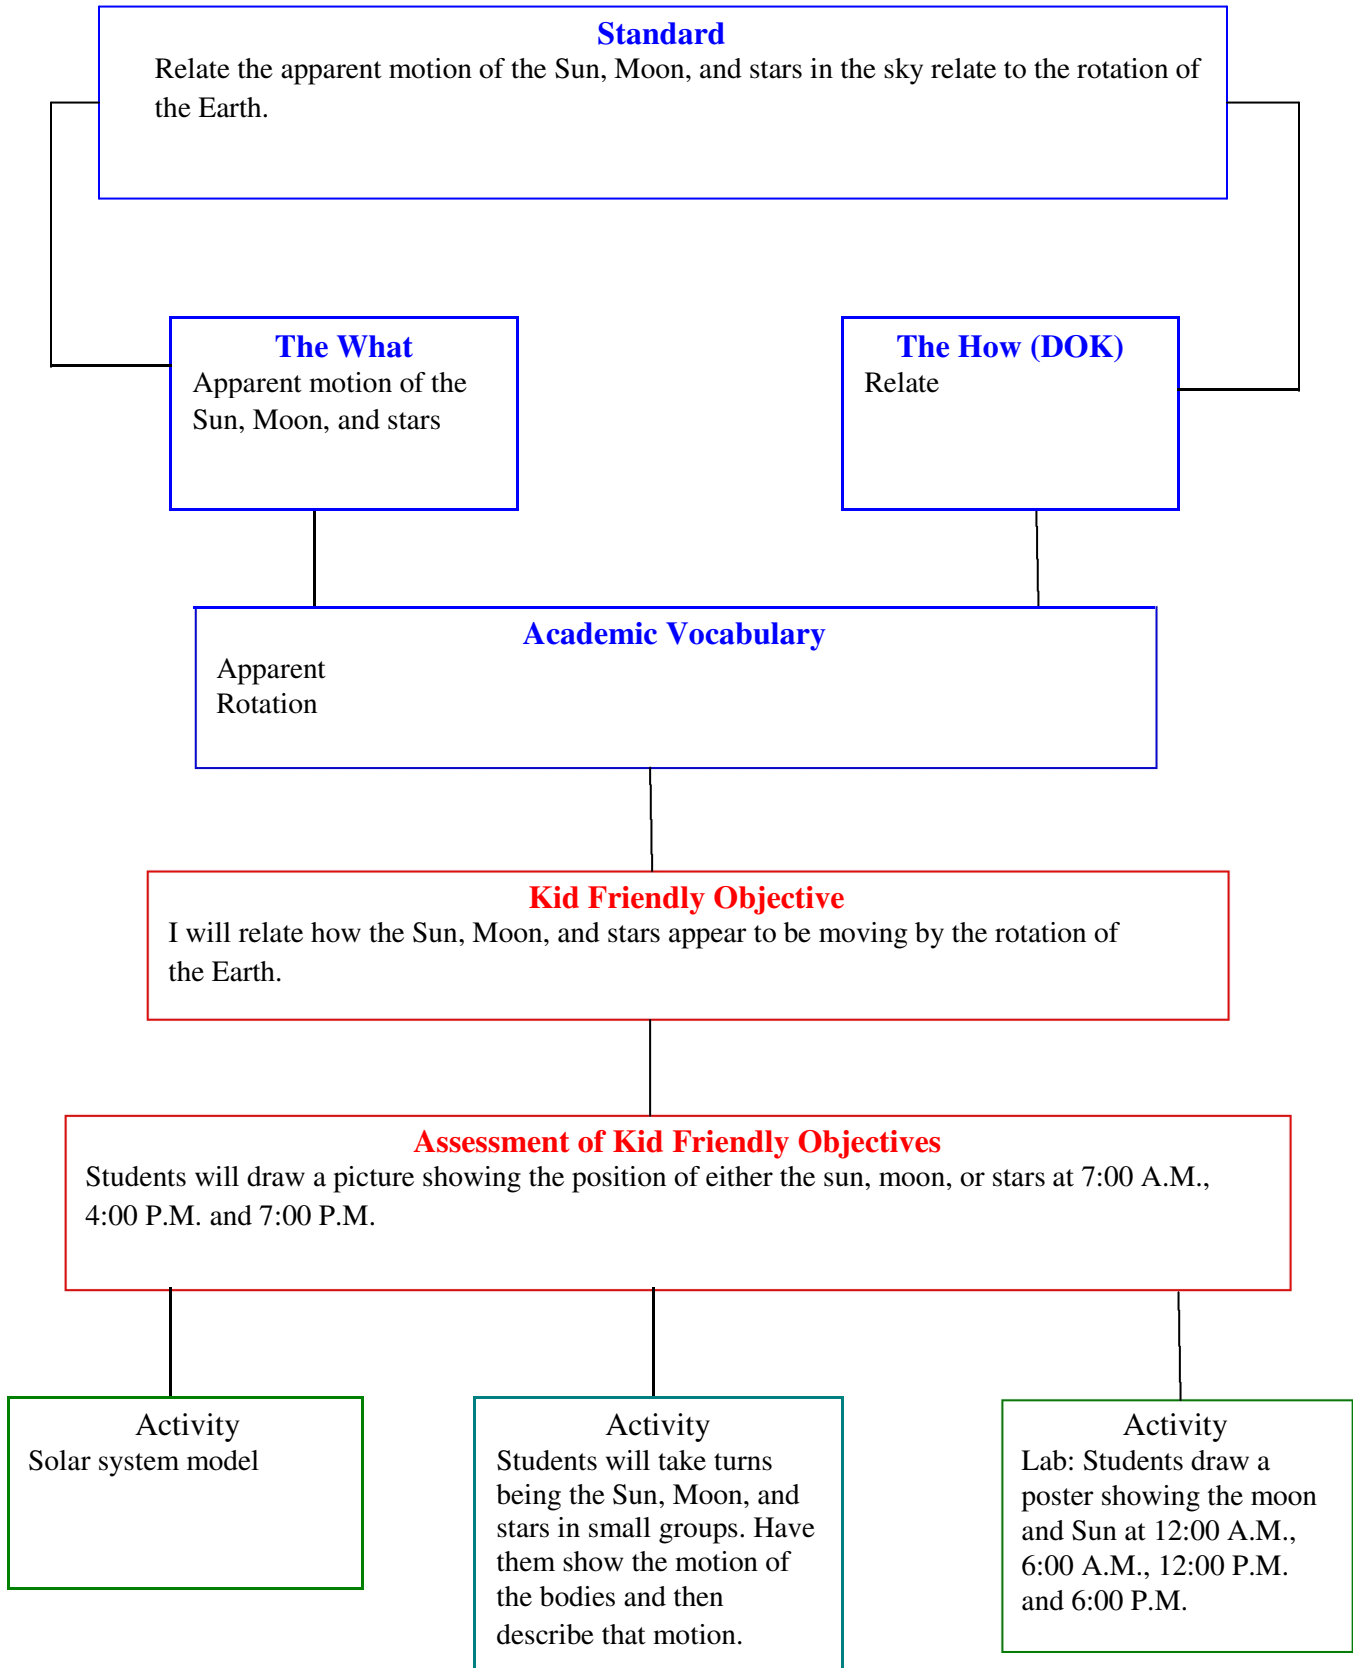 Standard
Relate the apparent motion of the Sun, Moon, and stars in the sky relate to the rotation of
the Earth.
The What
Apparent motion of the
Sun, Moon, and stars
The How (DOK)
Relate
Academic Vocabulary
Apparent
Rotation
Kid Friendly Objective
I will relate how the Sun, Moon, and stars appear to be moving by the rotation of
the Earth.
Assessment of Kid Friendly Objectives
Students will draw a picture showing the position of either the sun, moon, or stars at 7:00 A.M.,
4:00 P.M. and 7:00 P.M.
Activity
Solar system model
Activity
Students will take turns
being the Sun, Moon, and
stars in small groups. Have
them show the motion of
the bodies and then
describe that motion.
Activity
Lab: Students draw a
poster showing the moon
and Sun at 12:00 A.M.,
6:00 A.M., 12:00 P.M.
and 6:00 P.M.